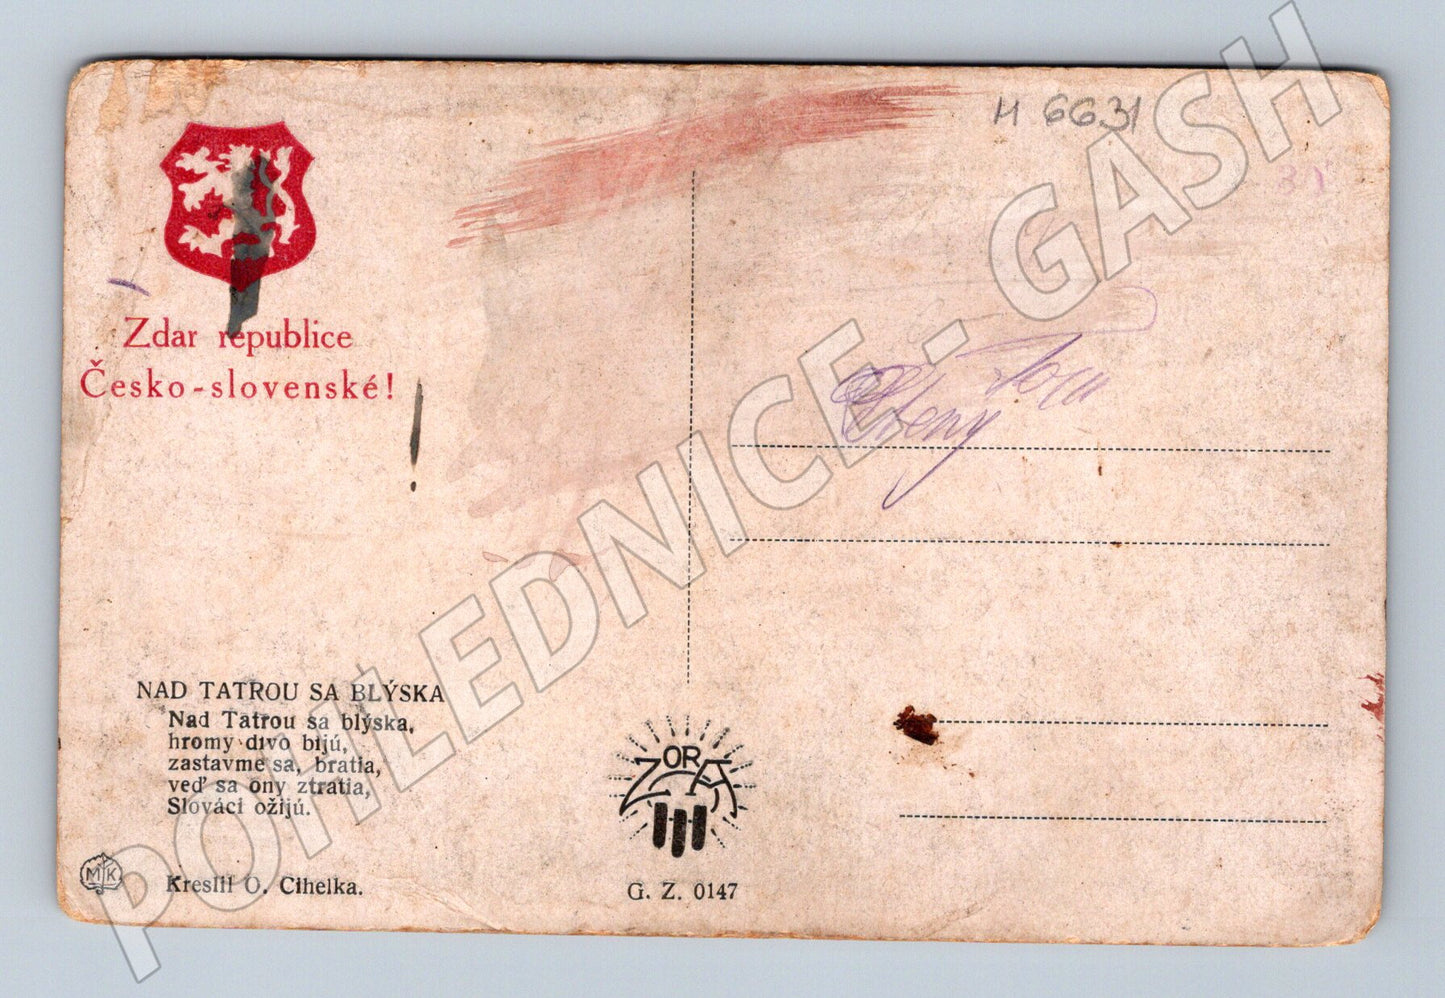 M 6631
Zdar republice
Česko-slovenské!
NAD TATROU SA BLÝSKA
Nad Tatrou sa blýska,
hromy divo bijú,
zastavme sa, bratia,
veď sa ony ztratia,
Slováci ožijú.
ZORA
MK
Kreslil O. Cihelka.
G. Z. 0147
POHLEDNICE - GASH